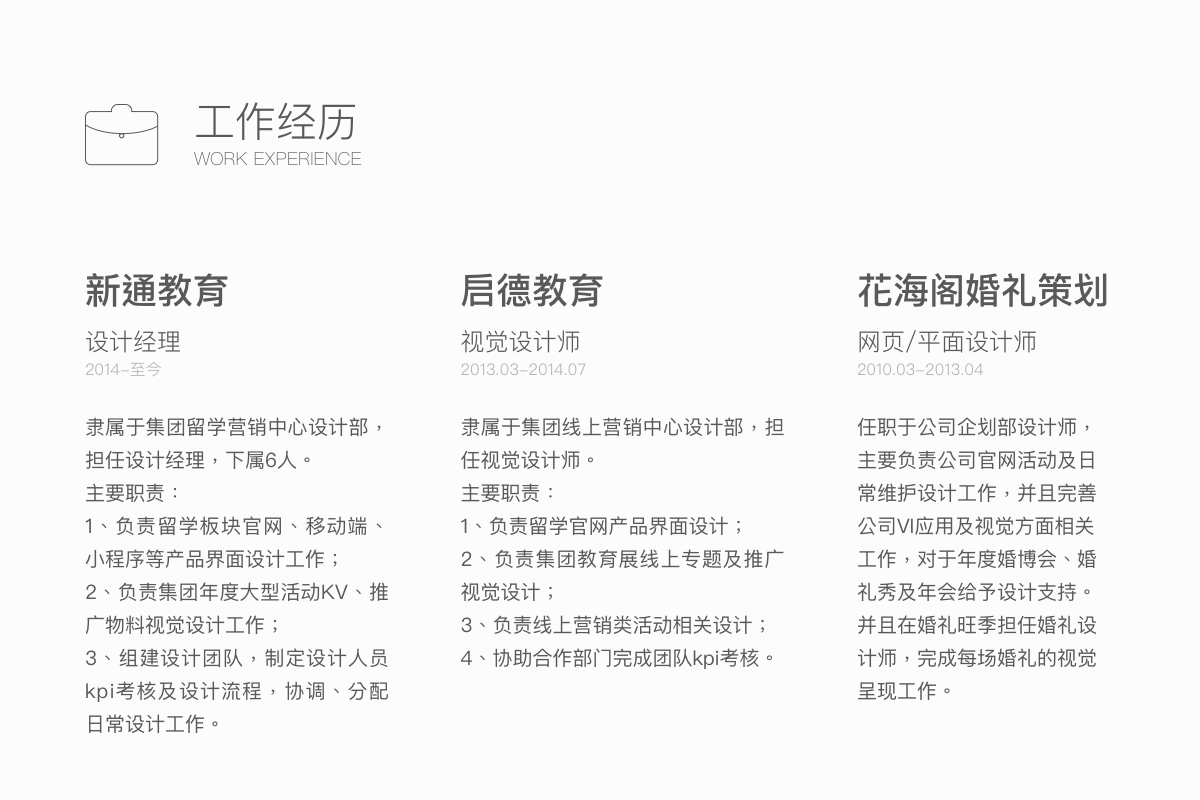 工作经历
WORK EXPERIENCE
新通教育
设计经理
2014-至今
隶属于集团留学营销中心设计部，
担任设计经理，下属6人。
主要职责：
1、负责留学板块官网、移动端、
小程序等产品界面设计工作；
2、负责集团年度大型活动KV、推
广物料视觉设计工作；
3、组建设计团队，制定设计人员
kpi考核及设计流程，协调、分配
日常设计工作。
启德教育
视觉设计师
2013.03-2014.07
隶属于集团线上营销中心设计部，担
任视觉设计师。
主要职责：
1、负责留学官网产品界面设计；
2、负责集团教育展线上专题及推广
视觉设计；
3、负责线上营销类活动相关设计；
4、协助合作部门完成团队kpi考核。
花海阁婚礼策划
网页/平面设计师
2010.03-2013.04
任职于公司企划部设计师，
主要负责公司官网活动及日
常维护设计工作，并且完善
公司VI应用及视觉方面相关
工作，对于年度婚博会、婚
礼秀及年会给予设计支持。
并且在婚礼旺季担任婚礼设
计师，完成每场婚礼的视觉
呈现工作。